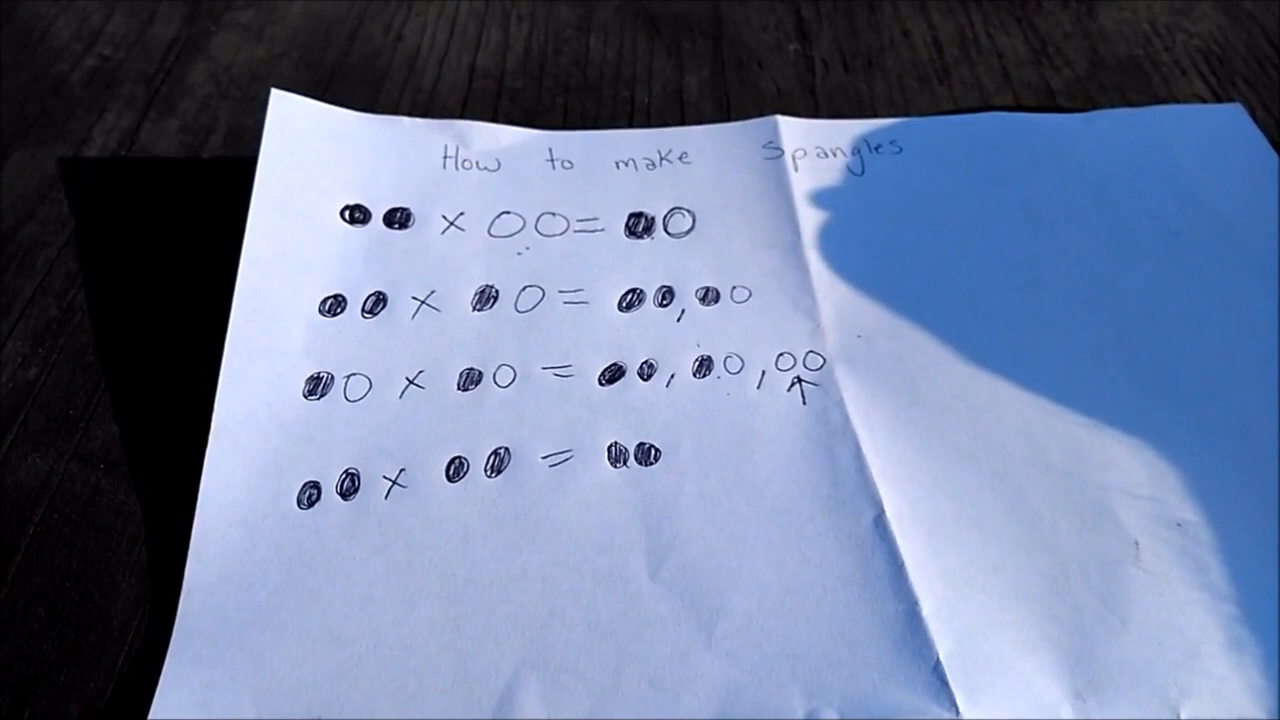 How to make Spangles
●● × ○○ = ●○
●● × ●○ = ●●, ●○
●○ × ●○ = ●●, ●○, ○○
↑
●● × ●● = ●●